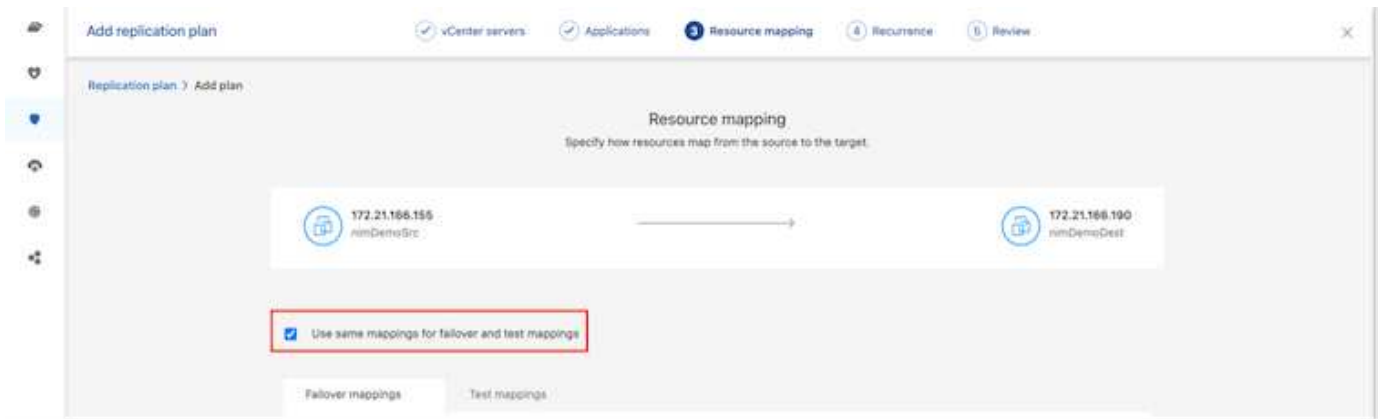 Add replication plan
vCenter servers
Applications
3 Resource mapping
4 Recurrence
5 Review
Replication plan > Add plan
Resource mapping
Specify how resources map from the source to the target.
172.21.166.155
nimDemoSrc
172.21.166.190
nimDemoDest
Use same mappings for failover and test mappings
Failover mappings
Test mappings